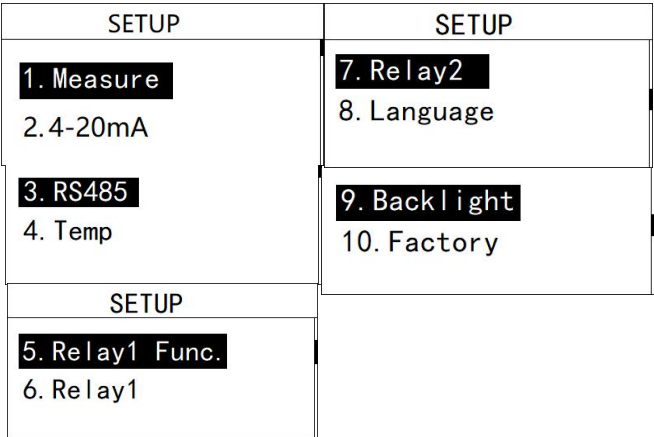 SETUP
1. Measure
2. 4-20mA
3. RS485
4. Temp
SETUP
5. Relay1 Func.
6. Relay1
SETUP
7. Relay2
8. Language
9. Backlight
10. Factory